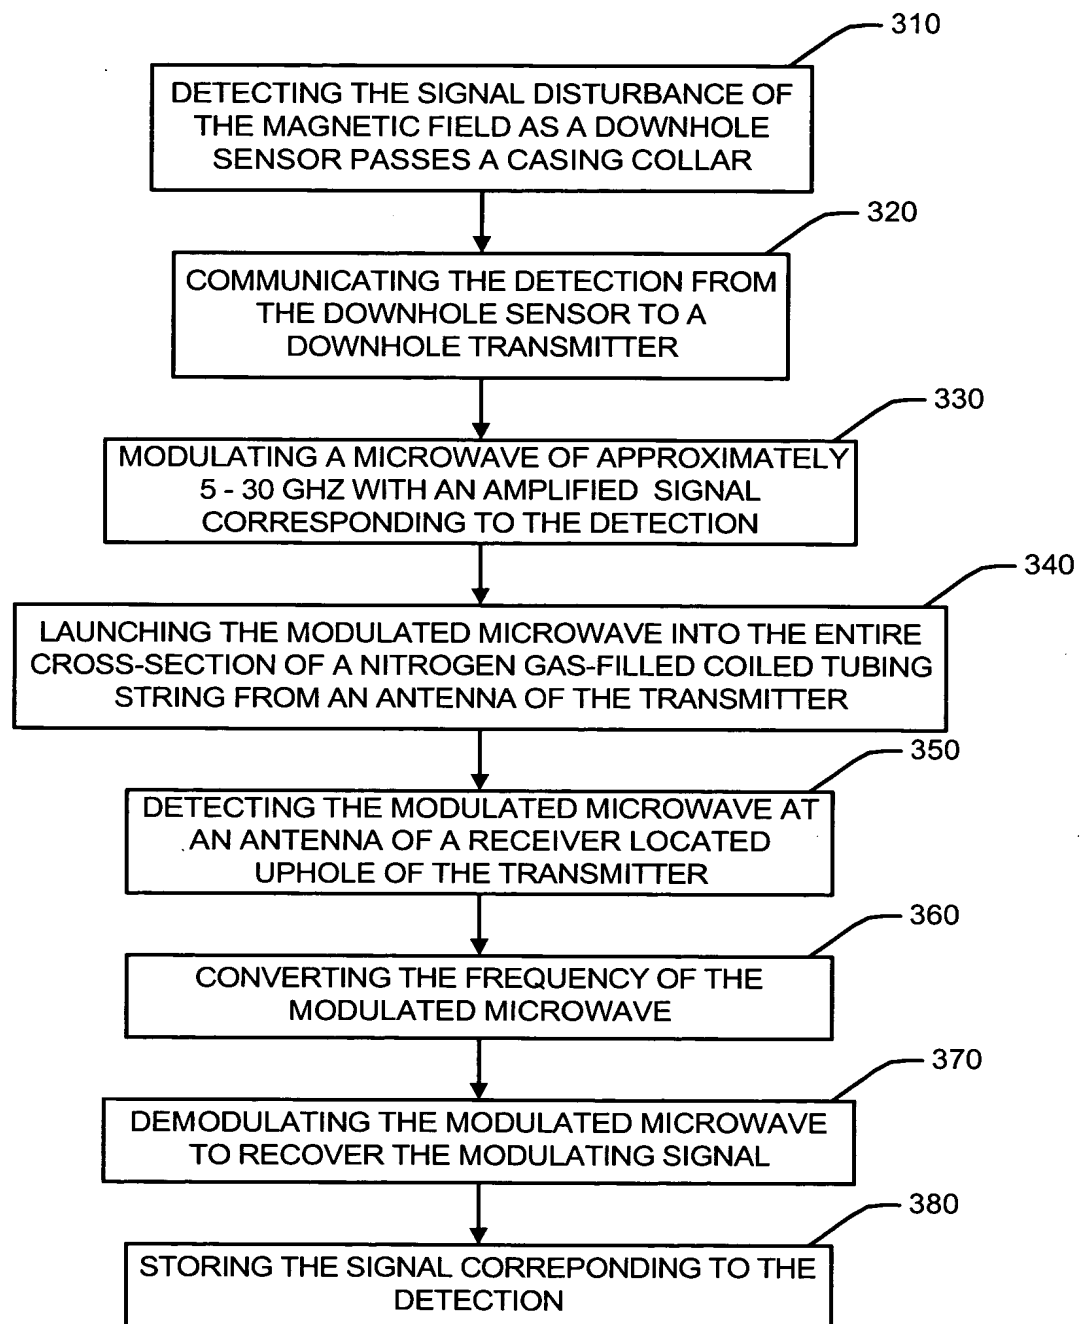 310
DETECTING THE SIGNAL DISTURBANCE OF
THE MAGNETIC FIELD AS A DOWNHOLE
SENSOR PASSES A CASING COLLAR
320
COMMUNICATING THE DETECTION FROM
THE DOWNHOLE SENSOR TO A
DOWNHOLE TRANSMITTER
330
MODULATING A MICROWAVE OF APPROXIMATELY
5 - 30 GHZ WITH AN AMPLIFIED SIGNAL
CORRESPONDING TO THE DETECTION
340
LAUNCHING THE MODULATED MICROWAVE INTO THE ENTIRE
CROSS-SECTION OF A NITROGEN GAS-FILLED COILED TUBING
STRING FROM AN ANTENNA OF THE TRANSMITTER
350
DETECTING THE MODULATED MICROWAVE AT
AN ANTENNA OF A RECEIVER LOCATED
UPHOLE OF THE TRANSMITTER
360
CONVERTING THE FREQUENCY OF THE
MODULATED MICROWAVE
370
DEMODULATING THE MODULATED MICROWAVE
TO RECOVER THE MODULATING SIGNAL
380
STORING THE SIGNAL CORREPONDING TO THE
DETECTION